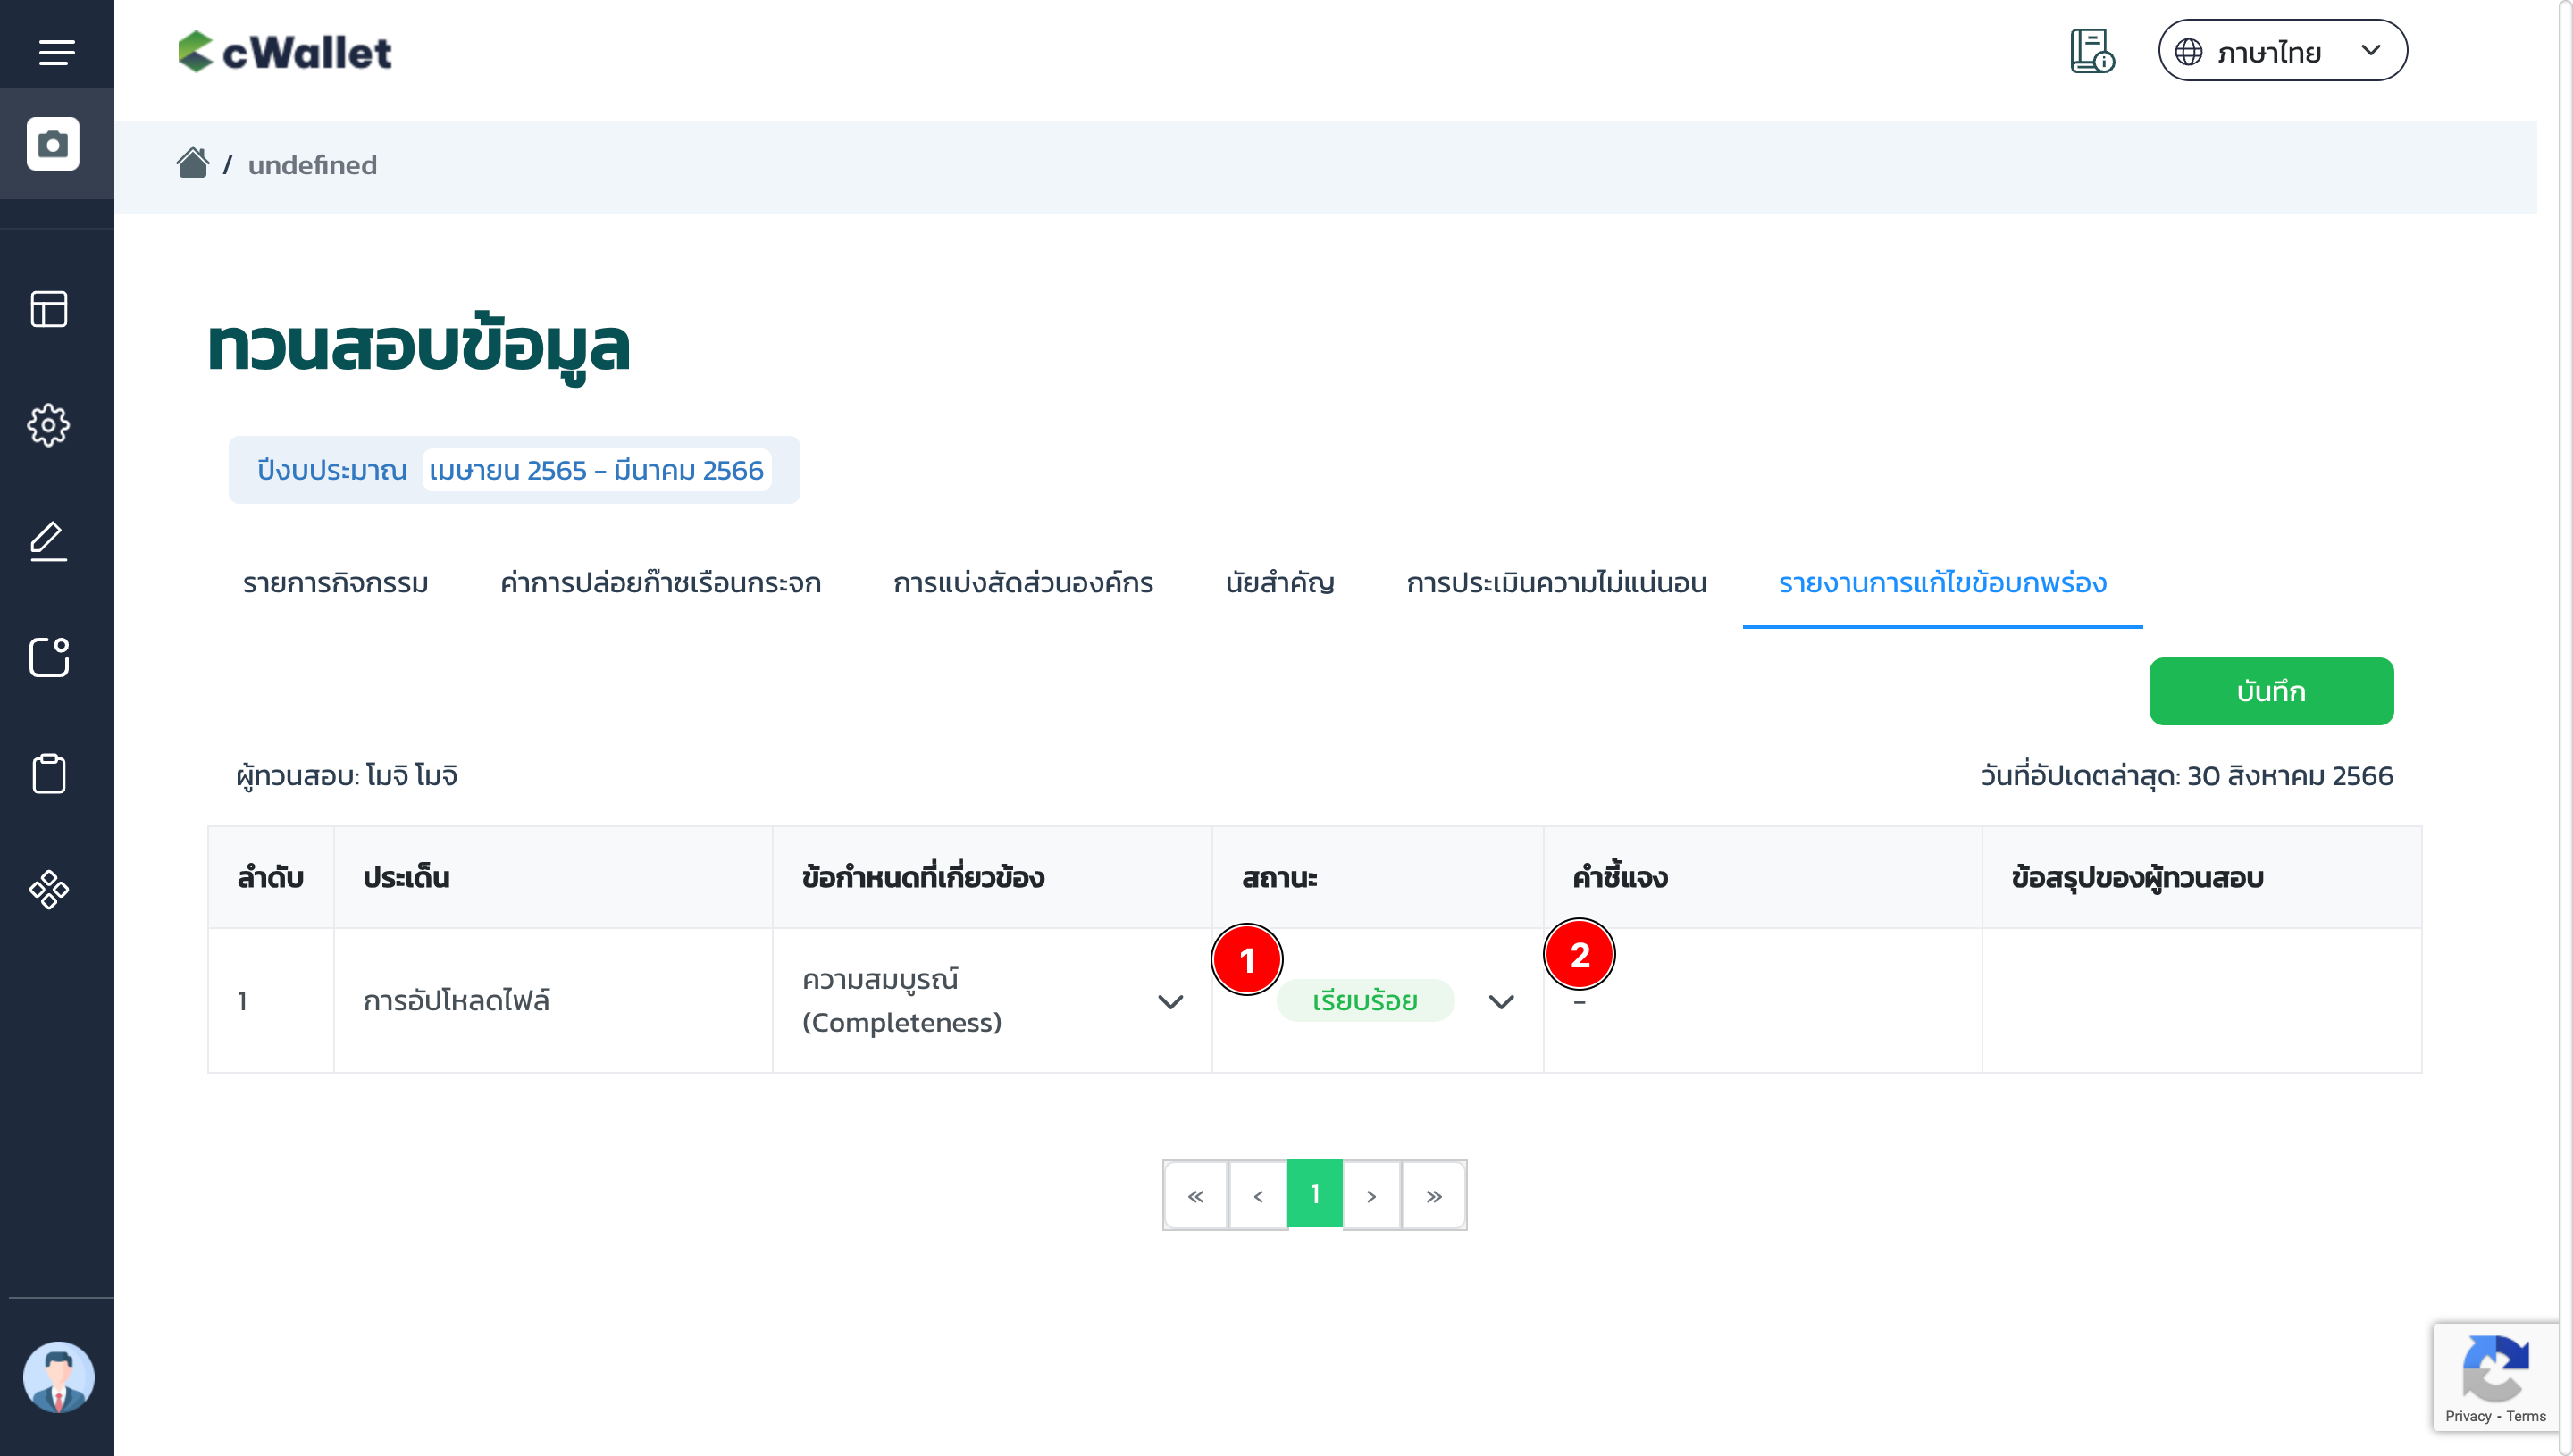 cWallet
ภาษาไทย
/ undefined
ทวนสอบข้อมูล
ปีงบประมาณ เมษายน 2565 - มีนาคม 2566
รายการกิจกรรม ค่าการปล่อยก๊าซเรือนกระจก การแบ่งสัดส่วนองค์กร นัยสำคัญ การประเมินความไม่แน่นอน รายงานการแก้ไขข้อบกพร่อง
บันทึก
ผู้ทวนสอบ: โมจิ โมจิ วันที่อัปเดตล่าสุด: 30 สิงหาคม 2566
ลำดับ ประเด็น ข้อกำหนดที่เกี่ยวข้อง สถานะ คำชี้แจง ข้อสรุปของผู้ทวนสอบ
1 2
1 การอัปโหลดไฟล์ ความสมบูรณ์ เรียบร้อย -
(Completeness)
« ‹ 1 › »
Privacy - Terms